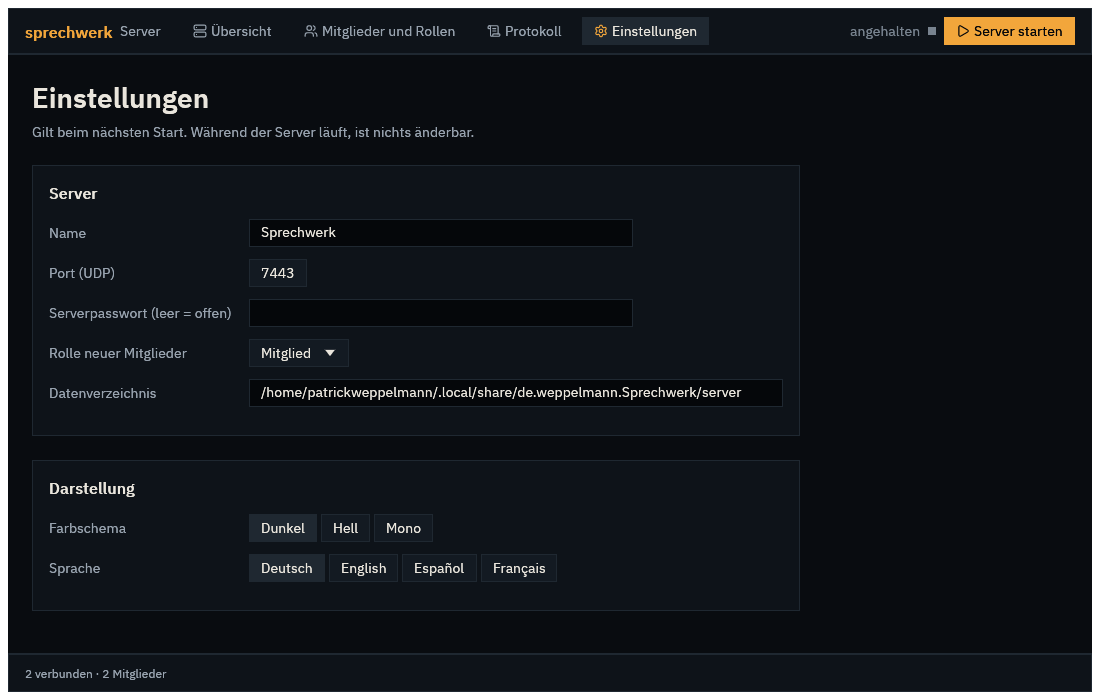 sprechwerk Server Übersicht Mitglieder und Rollen Protokoll Einstellungen angehalten Server starten
Einstellungen
Gilt beim nächsten Start. Während der Server läuft, ist nichts änderbar.
Server
Name Sprechwerk
Port (UDP) 7443
Serverpasswort (leer = offen)
Rolle neuer Mitglieder Mitglied
Datenverzeichnis /home/patrickweppelmann/.local/share/de.weppelmann.Sprechwerk/server
Darstellung
Farbschema Dunkel Hell Mono
Sprache Deutsch English Español Français
2 verbunden · 2 Mitglieder